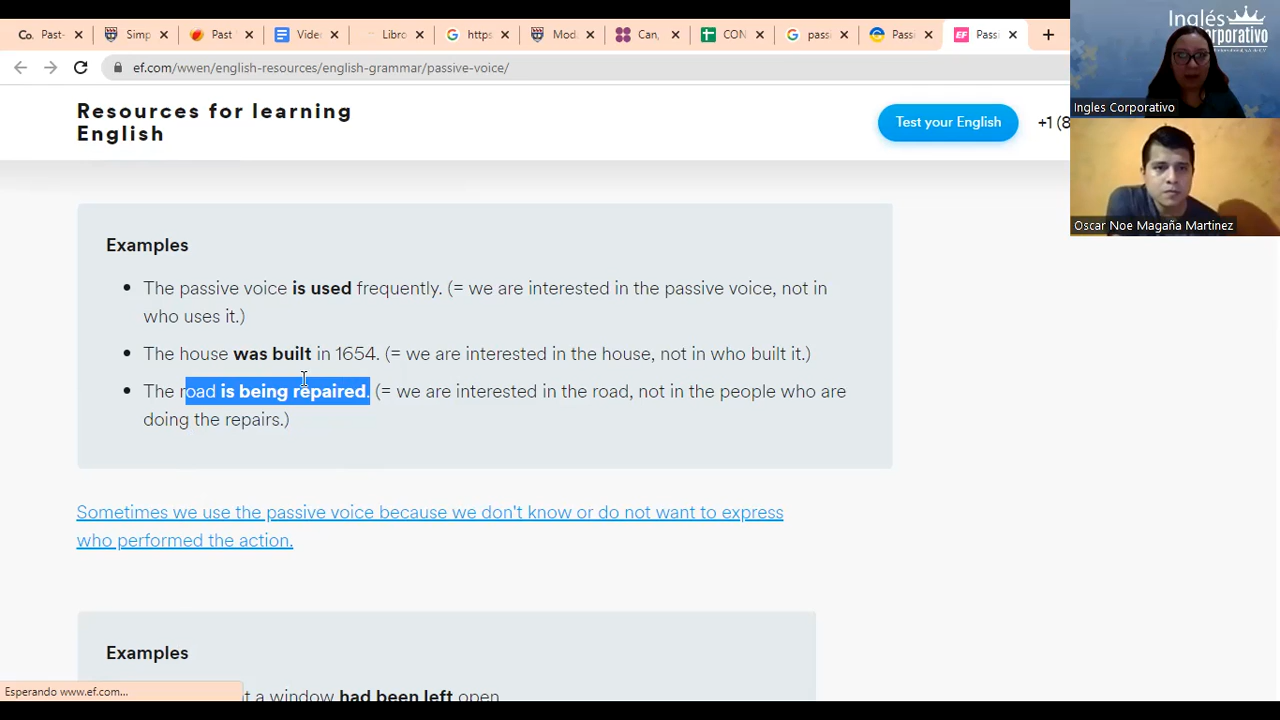 Past-
Simp
Past
Vide
Libro
https
Mod
Can,
CON
passi
Passi
Passi
ef.com/wwen/english-resources/english-grammar/passive-voice/
Resources for learning
English
Test your English
+1 (8
Inglés
Corporativo
Ingles Corporativo
Oscar Noe Magaña Martinez
Examples
• The passive voice is used frequently. (= we are interested in the passive voice, not in
who uses it.)
• The house was built in 1654. (= we are interested in the house, not in who built it.)
• The road is being repaired. (= we are interested in the road, not in the people who are
doing the repairs.)
Sometimes we use the passive voice because we don't know or do not want to express
who performed the action.
Examples
t a window had been left open
Esperando www.ef.com...